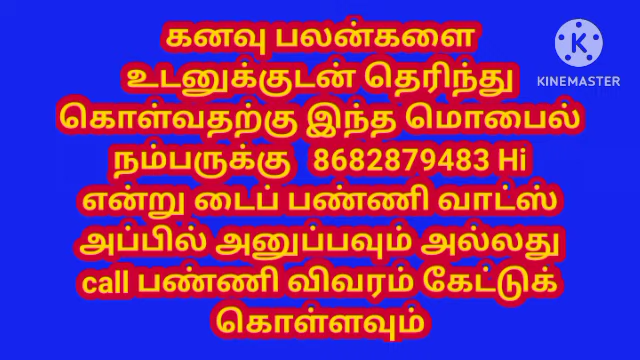 கனவு பலன்களை
உடனுக்குடன் தெரிந்து
கொள்வதற்கு இந்த மொபைல்
நம்பருக்கு 8682879483 Hi
என்று டைப் பண்ணி வாட்ஸ்
அப்பில் அனுப்பவும் அல்லது
call பண்ணி விவரம் கேட்டுக்
கொள்ளவும்
K
KINEMASTER